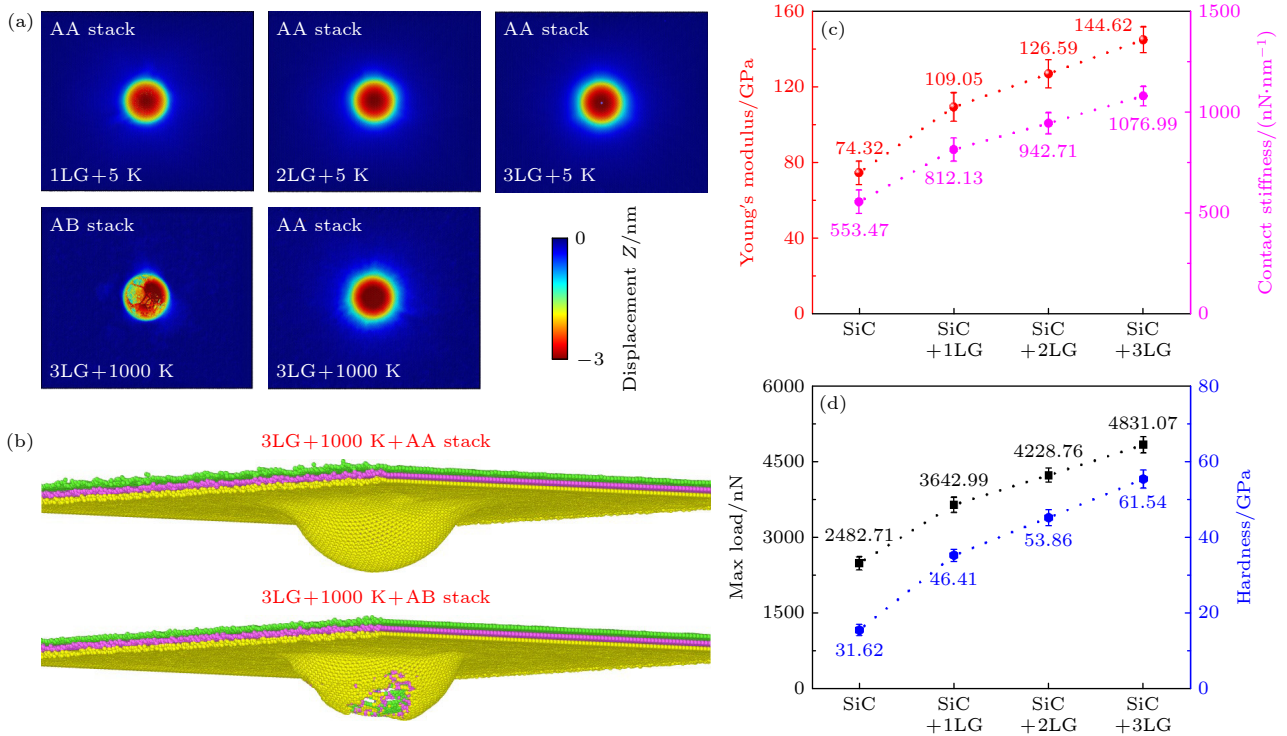 (a)
AA stack
1LG+5 K
AA stack
2LG+5 K
AA stack
3LG+5 K
AB stack
3LG+1000 K
AA stack
3LG+1000 K
0
−3
Displacement Z/nm
(b)
3LG+1000 K+AA stack
3LG+1000 K+AB stack
(c)
160
120
80
40
0
Young's modulus/GPa
1500
1000
500
0
Contact stiffness/(nN·nm−1)
74.32
109.05
126.59
144.62
553.47
812.13
942.71
1076.99
SiC
SiC
+1LG
SiC
+2LG
SiC
+3LG
(d)
6000
4500
3000
1500
0
Max load/nN
80
60
40
20
0
Hardness/GPa
2482.71
3642.99
4228.76
4831.07
31.62
46.41
53.86
61.54
SiC
SiC
+1LG
SiC
+2LG
SiC
+3LG